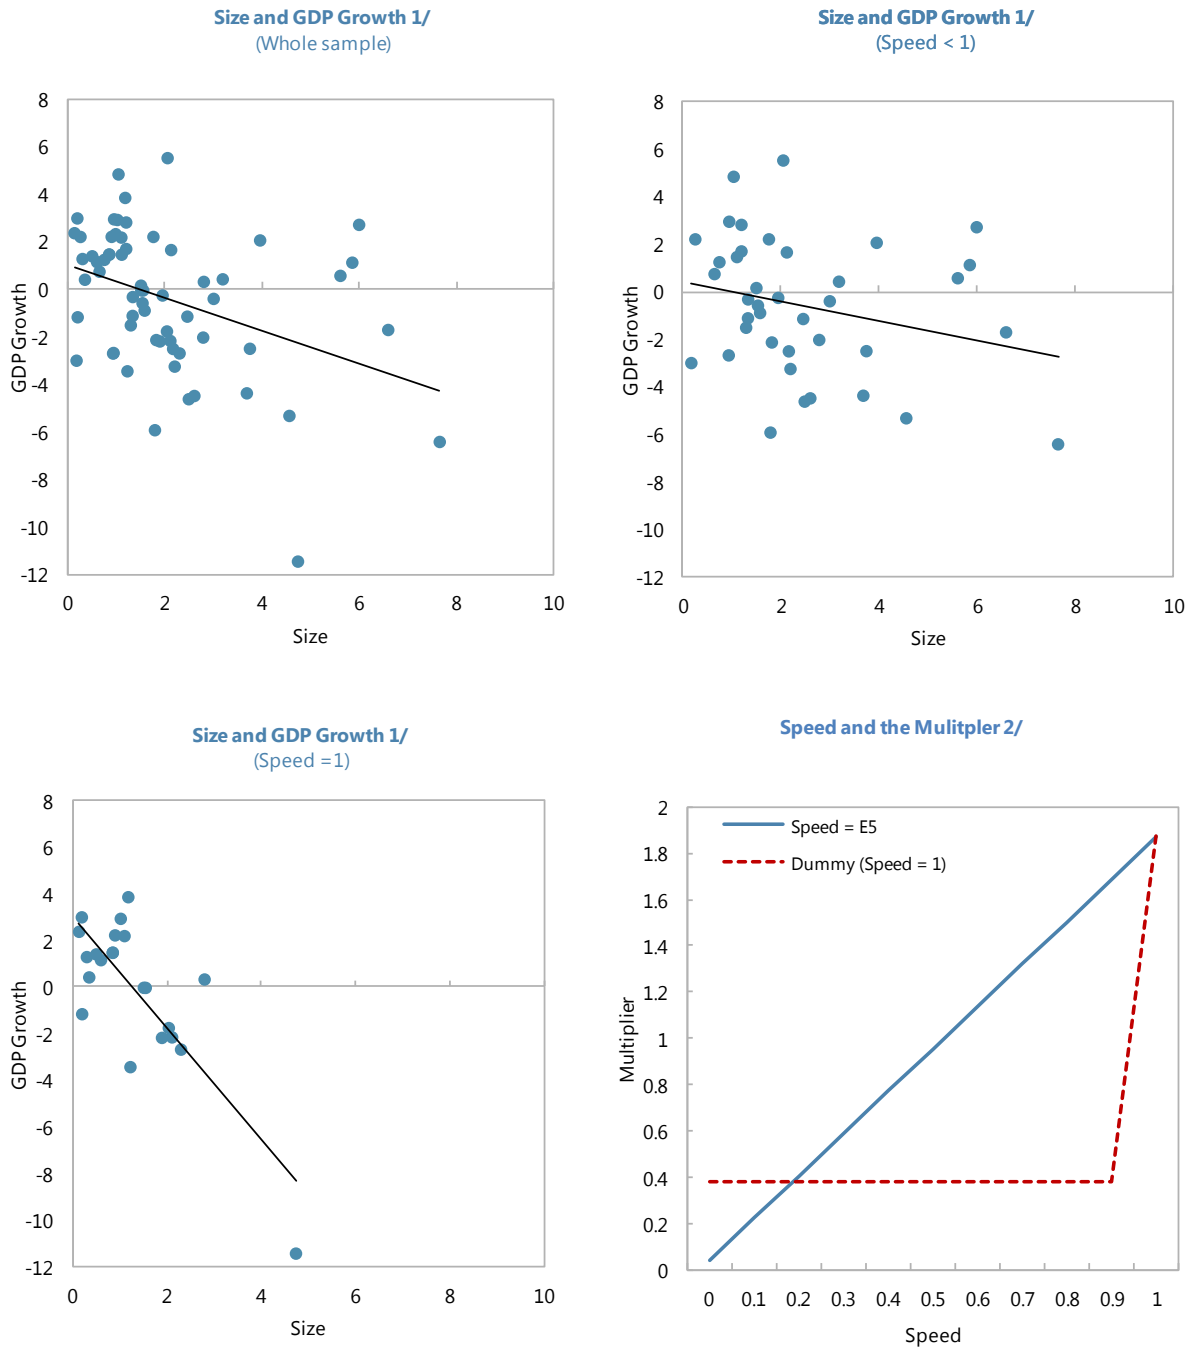 Size and GDP Growth 1/
(Whole sample)
8
6
4
2
0
-2
-4
-6
-8
-10
-12
GDP Growth
0 2 4 6 8 10
Size
Size and GDP Growth 1/
(Speed < 1)
8
6
4
2
0
-2
-4
-6
-8
-10
-12
GDP Growth
0 2 4 6 8 10
Size
Size and GDP Growth 1/
(Speed =1)
8
6
4
2
0
-2
-4
-6
-8
-10
-12
GDP Growth
0 2 4 6 8 10
Size
Speed and the Mulitpler 2/
Speed = E5
Dummy (Speed = 1)
2
1.8
1.6
1.4
1.2
1
0.8
0.6
0.4
0.2
0
Multiplier
0 0.1 0.2 0.2 0.4 0.5 0.6 0.7 0.8 0.9 1
Speed